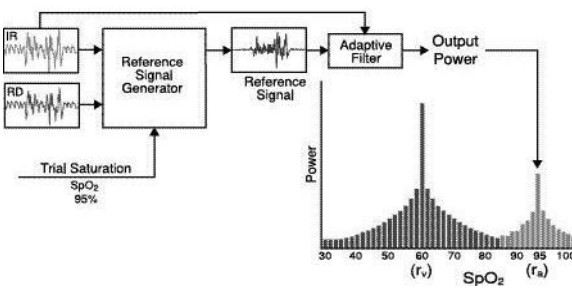 IR
RD
Reference
Signal
Generator
Reference
Signal
Adaptive
Filter
Output
Power
Trial Saturation
SpO₂
95%
Power
30 40 50 60 70 80 90 95 100
(rᵥ) (rₐ)
SpO₂